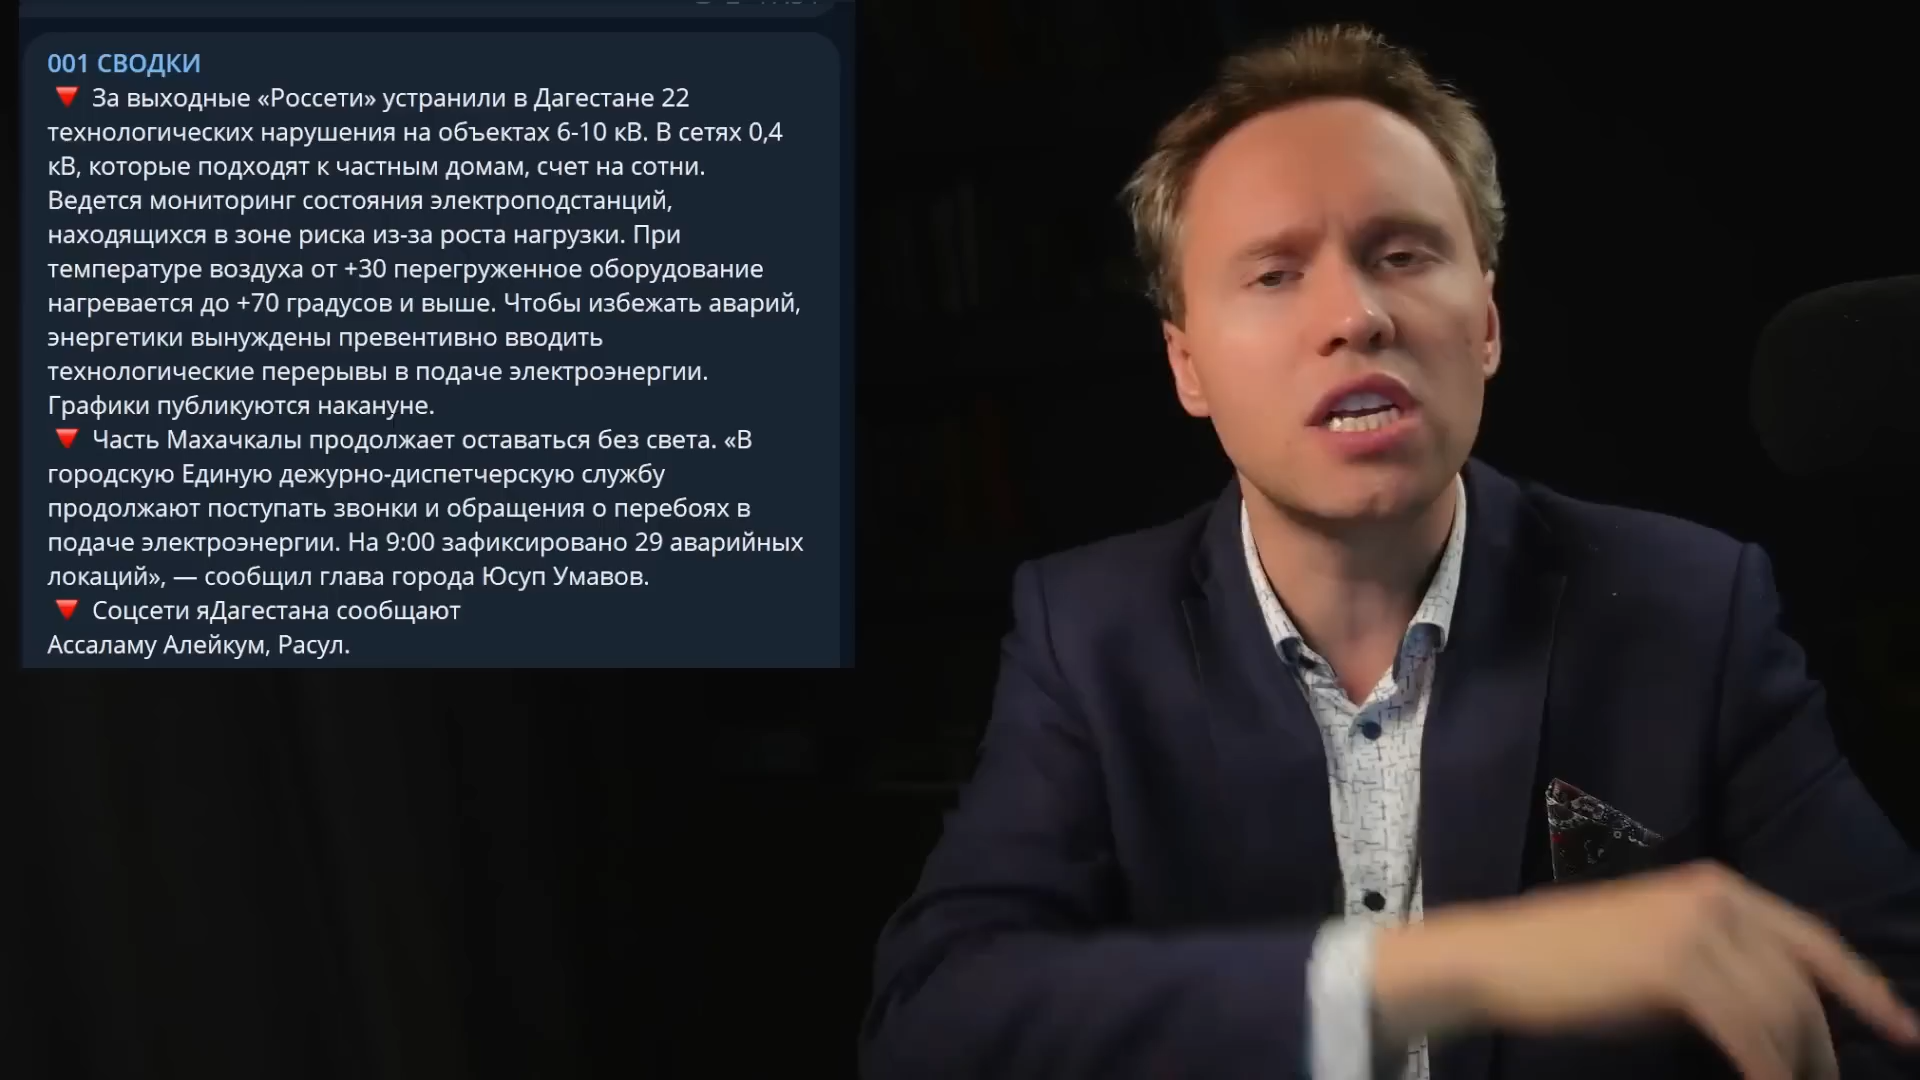 001 СВОДКИ
🔻 За выходные «Россети» устранили в Дагестане 22
технологических нарушения на объектах 6-10 кВ. В сетях 0,4
кВ, которые подходят к частным домам, счет на сотни.
Ведется мониторинг состояния электроподстанций,
находящихся в зоне риска из-за роста нагрузки. При
температуре воздуха от +30 перегруженное оборудование
нагревается до +70 градусов и выше. Чтобы избежать аварий,
энергетики вынуждены превентивно вводить
технологические перерывы в подаче электроэнергии.
Графики публикуются накануне.
🔻 Часть Махачкалы продолжает оставаться без света. «В
городскую Единую дежурно-диспетчерскую службу
продолжают поступать звонки и обращения о перебоях в
подаче электроэнергии. На 9:00 зафиксировано 29 аварийных
локаций», — сообщил глава города Юсуп Умавов.
🔻 Соцсети яДагестана сообщают
Ассаламу Алейкум, Расул.